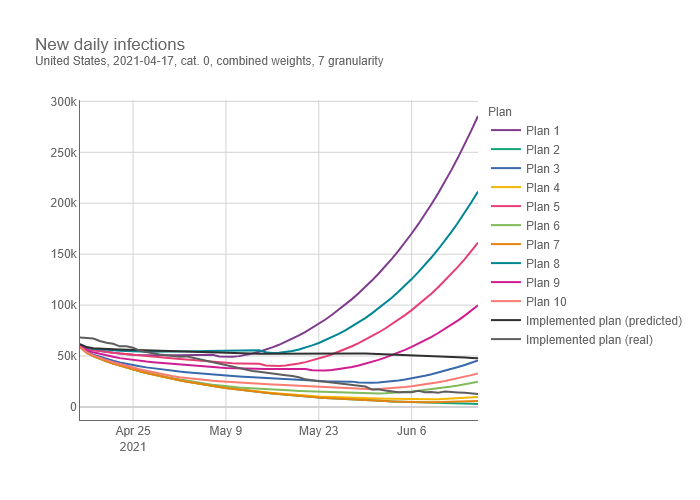 New daily infections
United States, 2021-04-17, cat. 0, combined weights, 7 granularity
300k
250k
200k
150k
100k
50k
0
Apr 25
2021
May 9
May 23
Jun 6
Plan
Plan 1
Plan 2
Plan 3
Plan 4
Plan 5
Plan 6
Plan 7
Plan 8
Plan 9
Plan 10
Implemented plan (predicted)
Implemented plan (real)